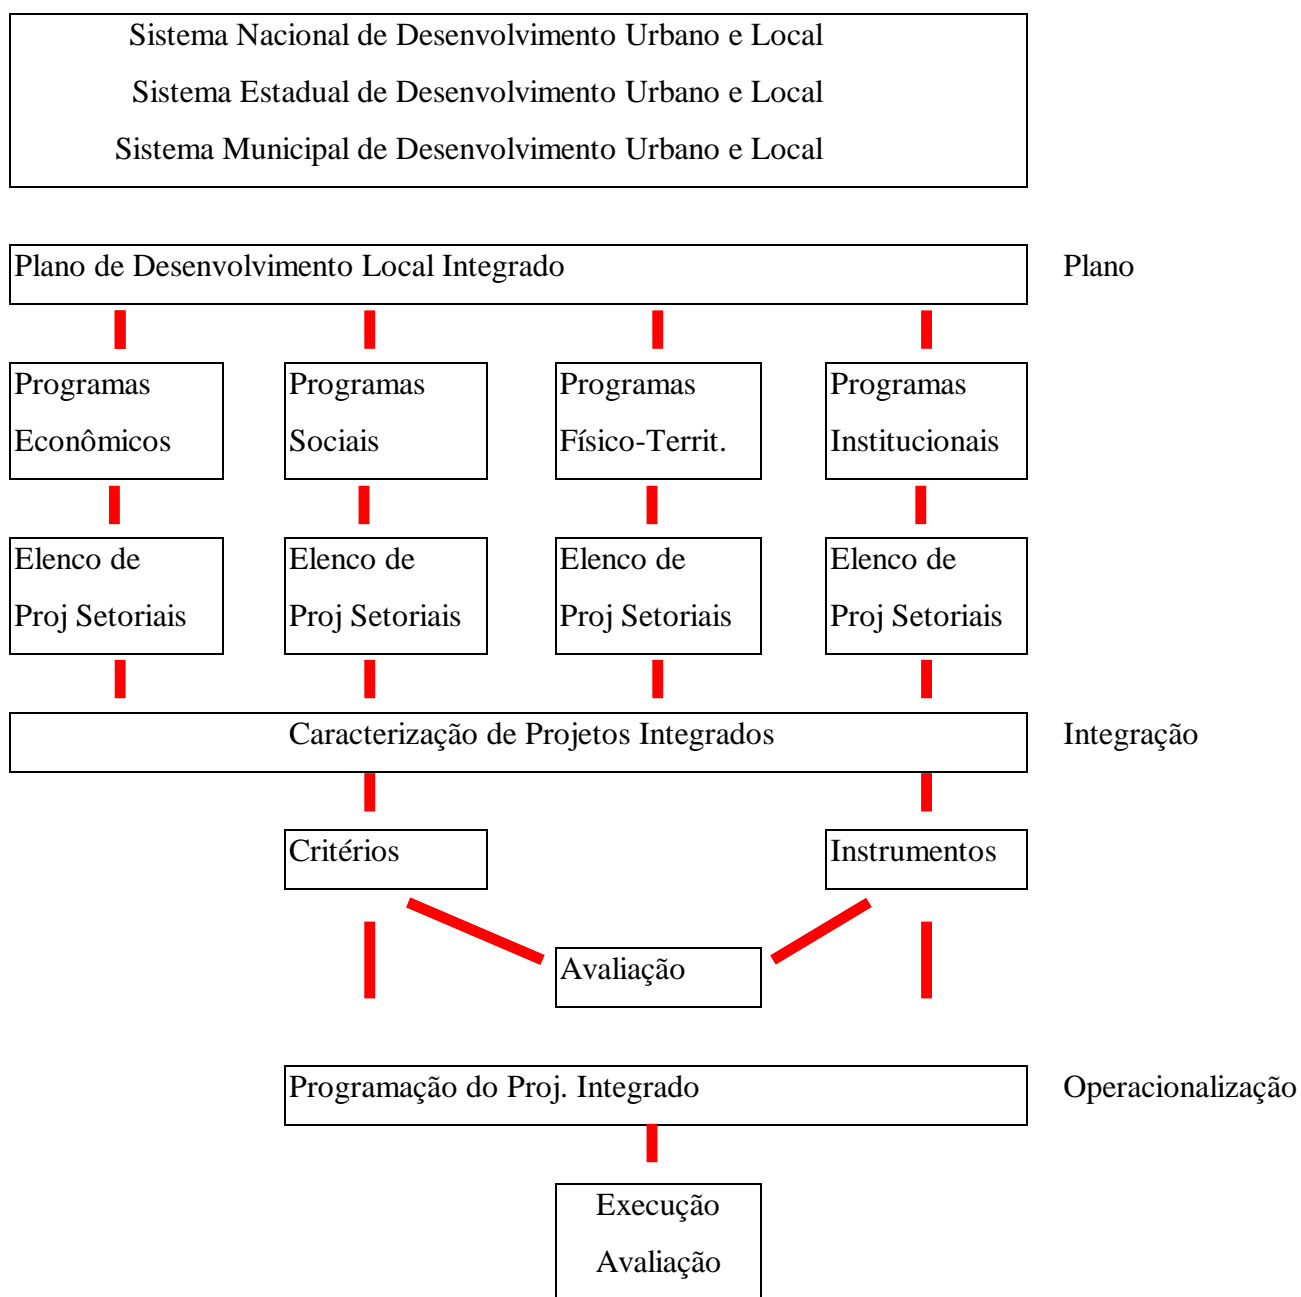 Sistema Nacional de Desenvolvimento Urbano e Local
Sistema Estadual de Desenvolvimento Urbano e Local
Sistema Municipal de Desenvolvimento Urbano e Local
Plano de Desenvolvimento Local Integrado
Plano
Programas
Econômicos
Programas
Sociais
Programas
Físico-Territ.
Programas
Institucionais
Elenco de
Proj Setoriais
Elenco de
Proj Setoriais
Elenco de
Proj Setoriais
Elenco de
Proj Setoriais
Caracterização de Projetos Integrados
Integração
Critérios
Instrumentos
Avaliação
Programação do Proj. Integrado
Operacionalização
Execução
Avaliação